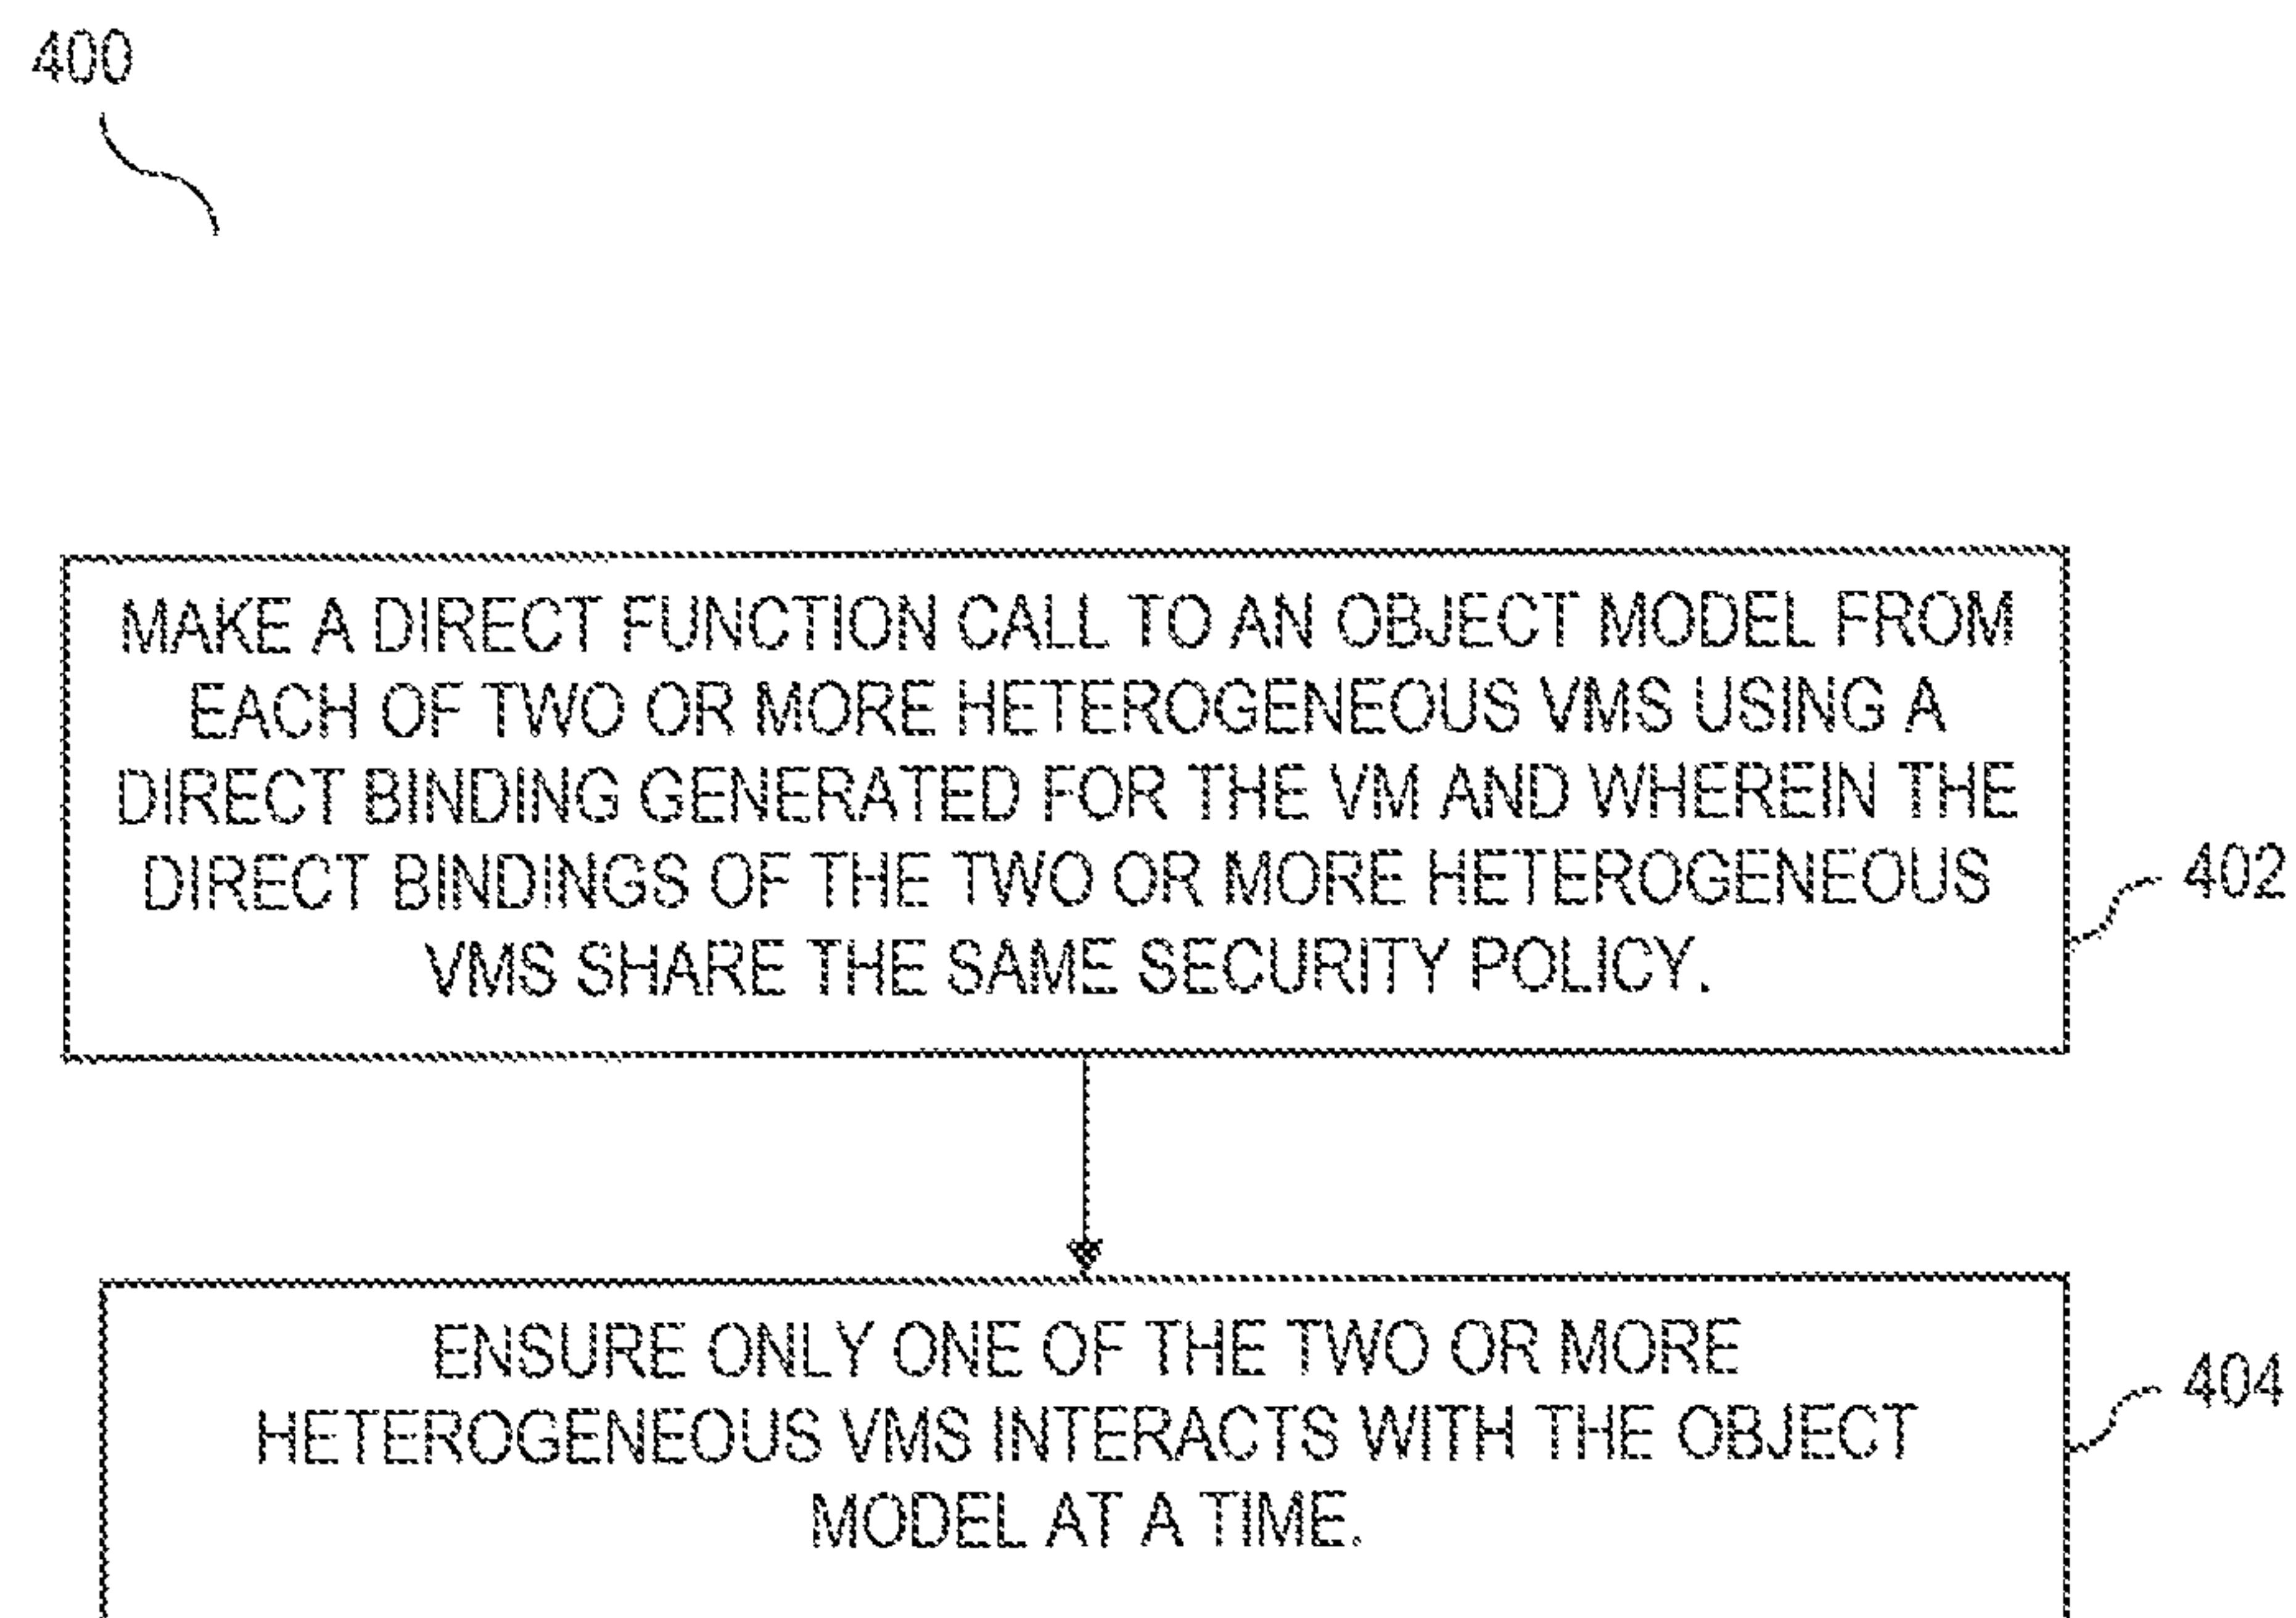 400
MAKE A DIRECT FUNCTION CALL TO AN OBJECT MODEL FROM
EACH OF TWO OR MORE HETEROGENEOUS VMS USING A
DIRECT BINDING GENERATED FOR THE VM AND WHEREIN THE
DIRECT BINDINGS OF THE TWO OR MORE HETEROGENEOUS
VMS SHARE THE SAME SECURITY POLICY.
402
ENSURE ONLY ONE OF THE TWO OR MORE
HETEROGENEOUS VMS INTERACTS WITH THE OBJECT
MODEL AT A TIME.
404